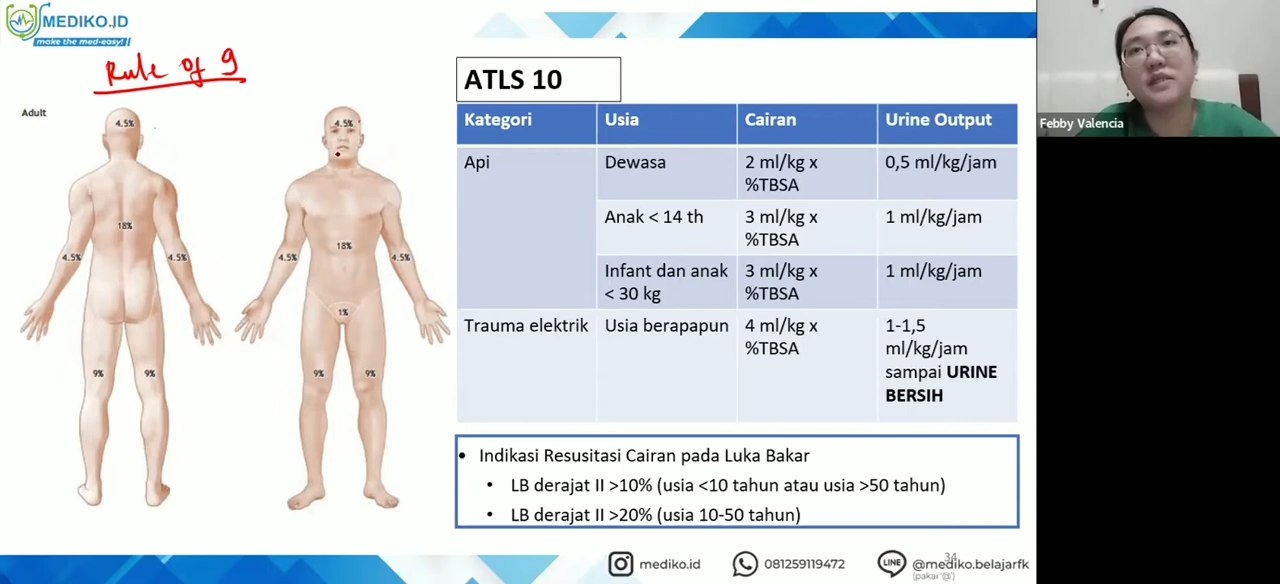 MEDIKO.ID
make the med-easy!
Rule of 9
Adult
4.5%
4.5%
18%
18%
4.5%
4.5%
4.5%
4.5%
1%
9%
9%
9%
9%
ATLS 10
Kategori Usia Cairan Urine Output
Api Dewasa 2 ml/kg x 0,5 ml/kg/jam
%TBSA
Anak < 14 th 3 ml/kg x 1 ml/kg/jam
%TBSA
Infant dan anak 3 ml/kg x 1 ml/kg/jam
< 30 kg %TBSA
Trauma elektrik Usia berapapun 4 ml/kg x 1-1,5
%TBSA ml/kg/jam
sampai URINE
BERSIH
• Indikasi Resusitasi Cairan pada Luka Bakar
• LB derajat II >10% (usia <10 tahun atau usia >50 tahun)
• LB derajat II >20% (usia 10-50 tahun)
mediko.id
081259119472
LINE
@mediko.belajarfk
(pakai '@')
34
Febby Valencia